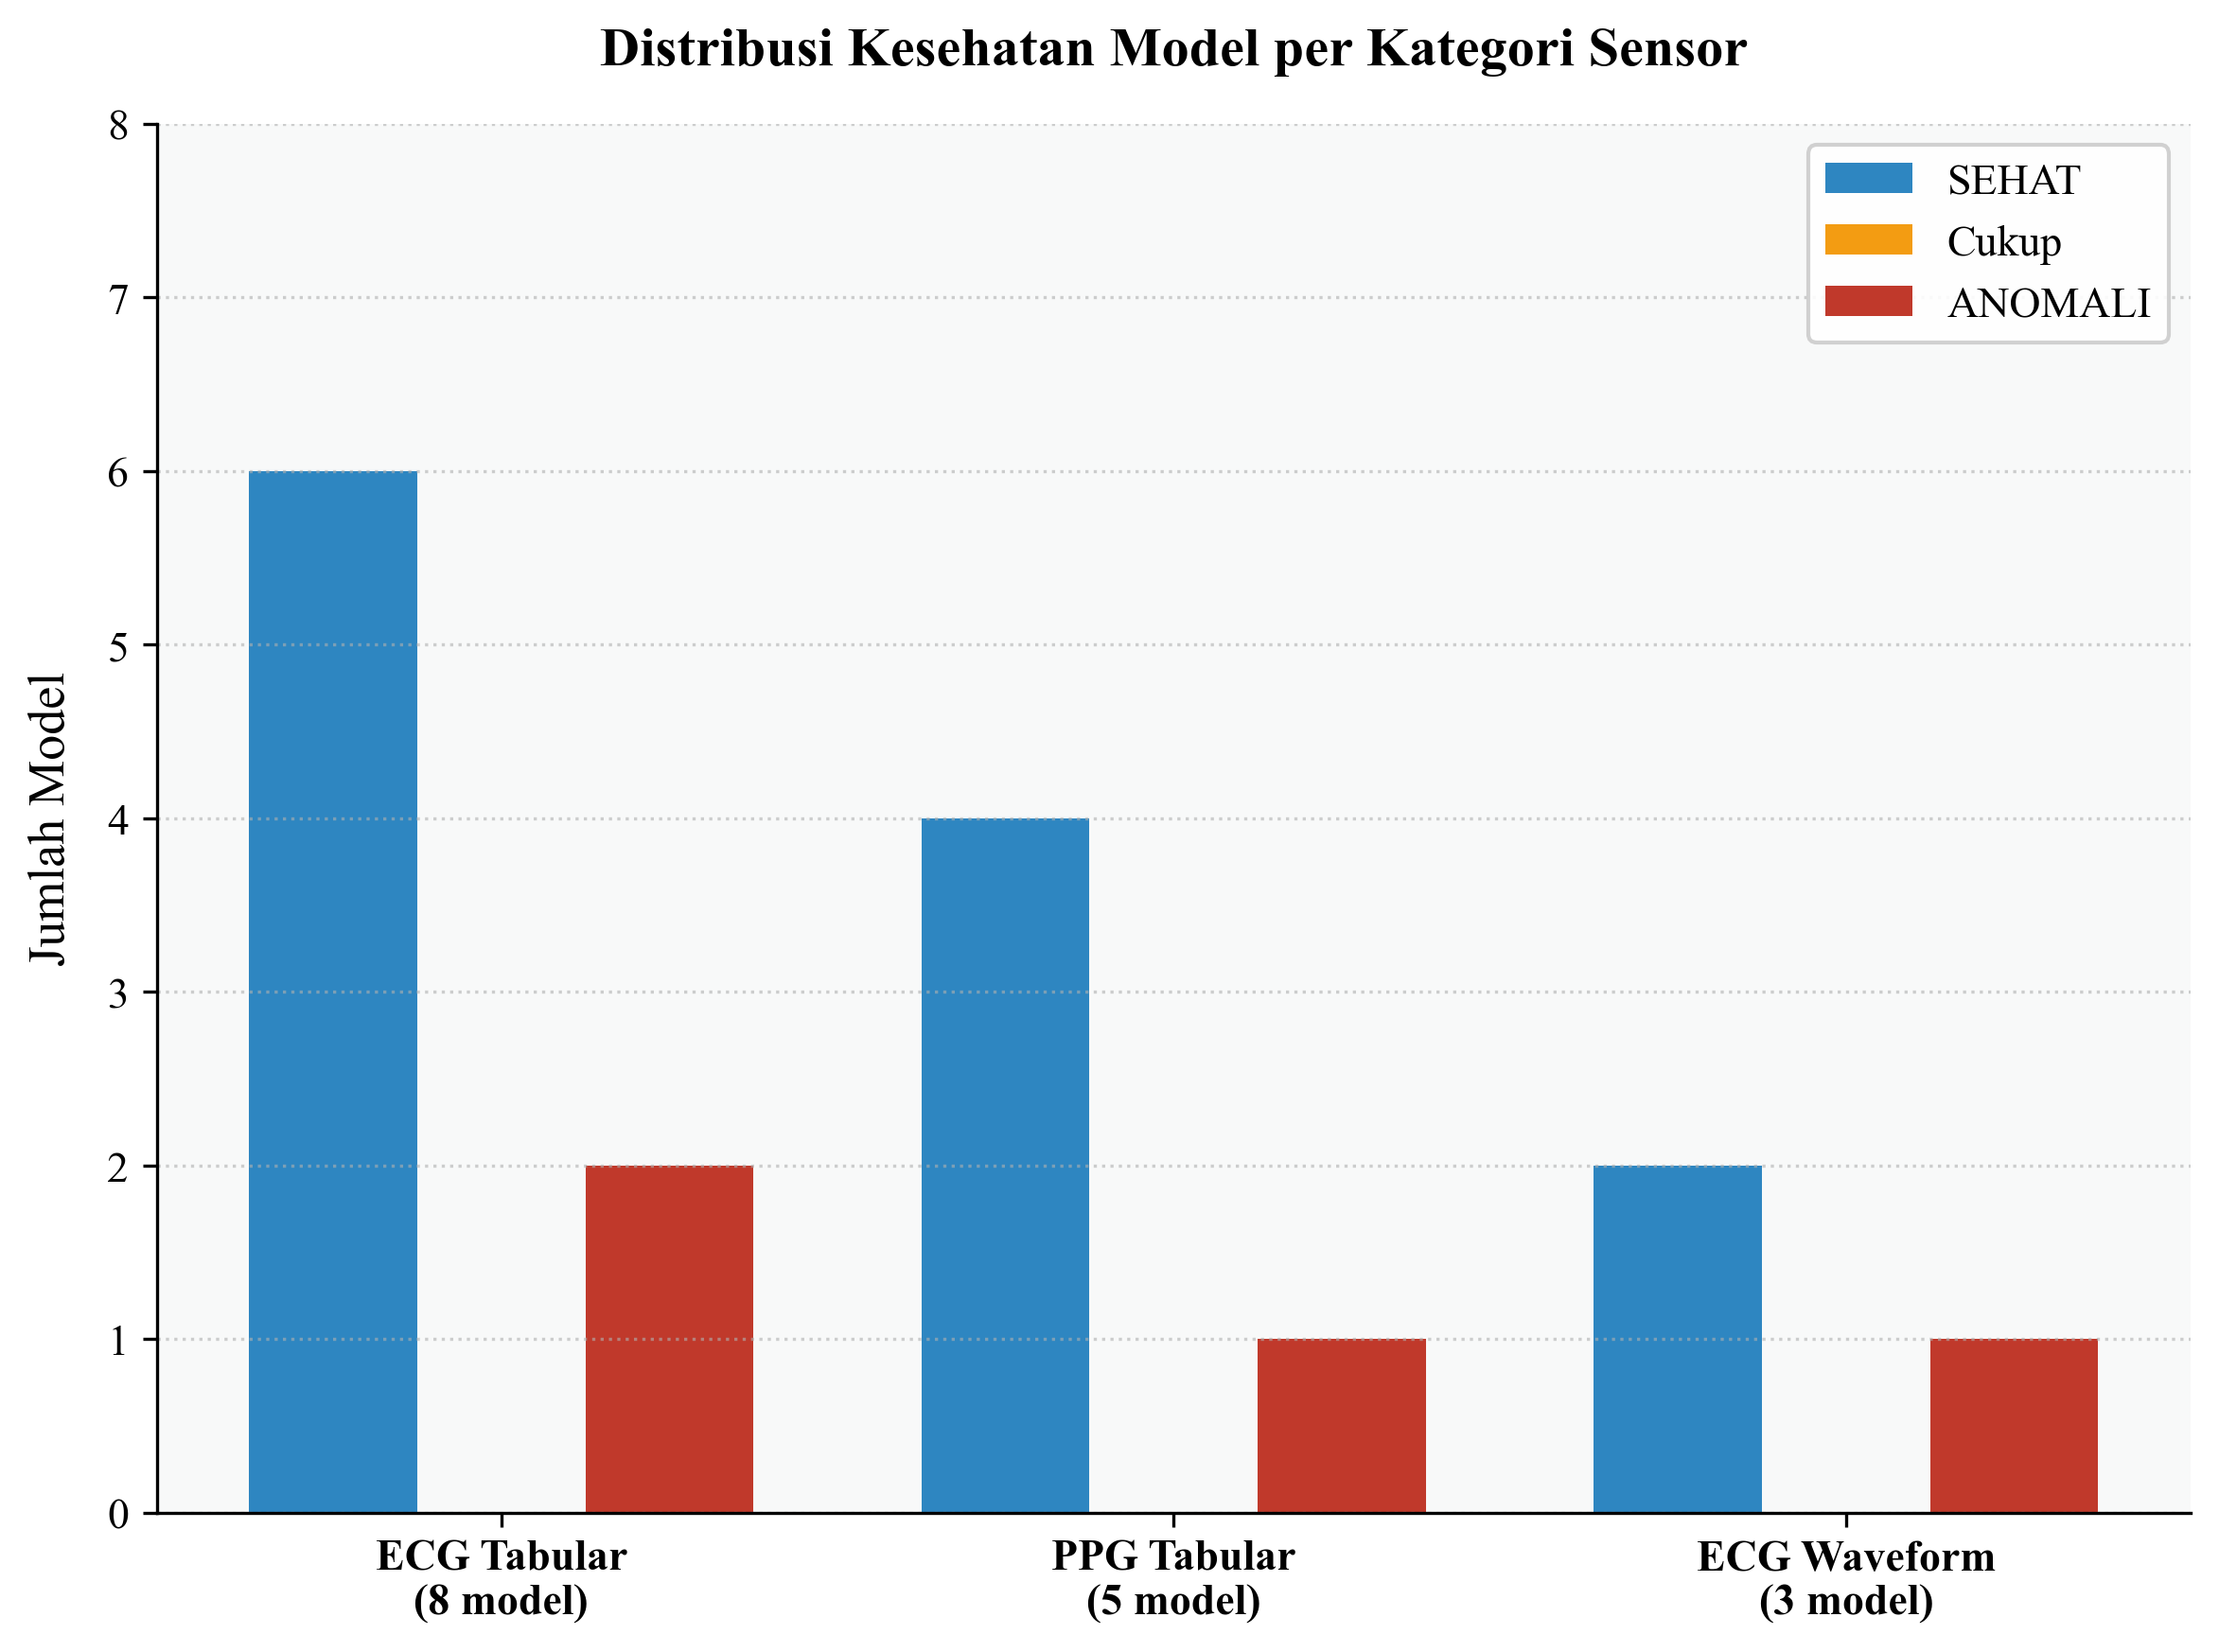 Distribusi Kesehatan Model per Kategori Sensor
SEHAT
Cukup
ANOMALI
Jumlah Model
8
7
6
5
4
3
2
1
0
ECG Tabular
(8 model)
PPG Tabular
(5 model)
ECG Waveform
(3 model)